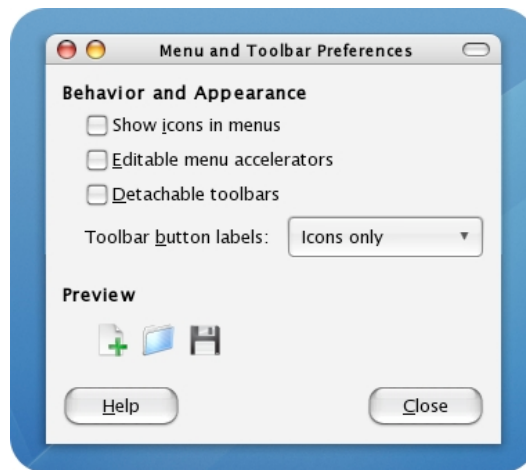 Menu and Toolbar Preferences
Behavior and Appearance
Show icons in menus
Editable menu accelerators
Detachable toolbars
Toolbar button labels: Icons only
Preview
Help Close